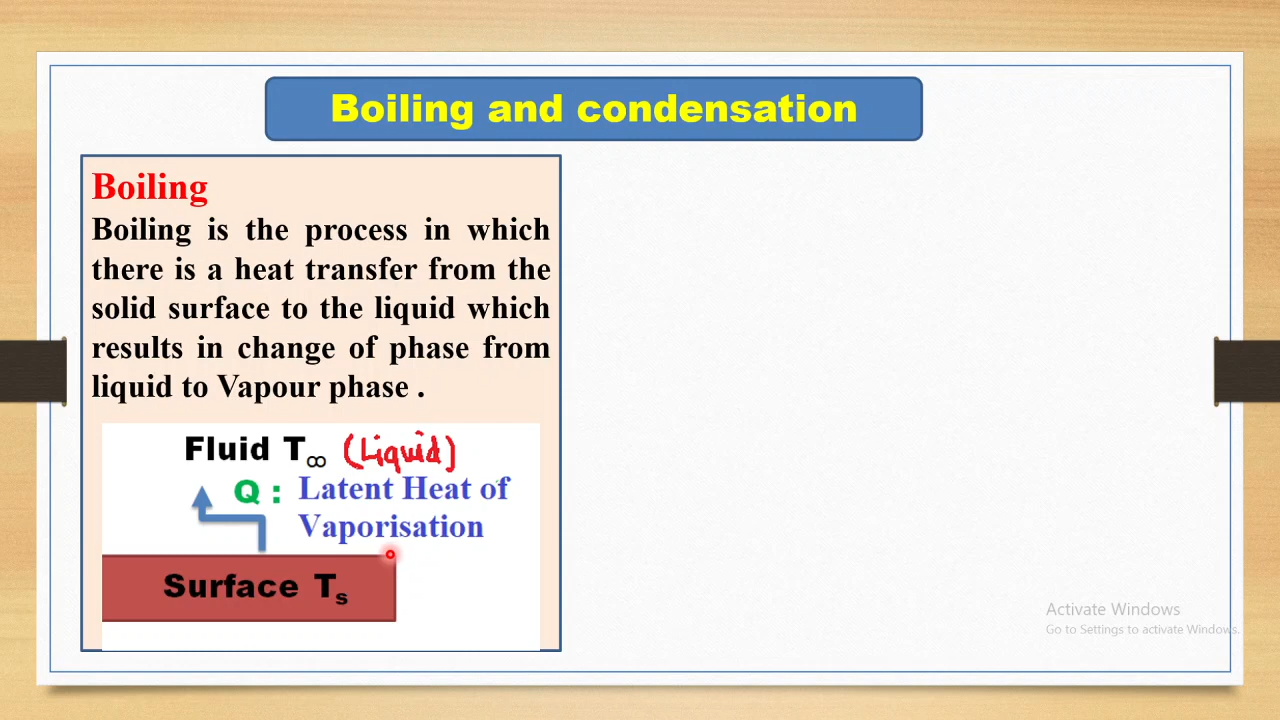 Boiling and condensation
Boiling
Boiling is the process in which
there is a heat transfer from the
solid surface to the liquid which
results in change of phase from
liquid to Vapour phase .
Fluid T∞ (Liquid)
Q : Latent Heat of
Vaporisation
Surface Ts
Activate Windows
Go to Settings to activate Windows.